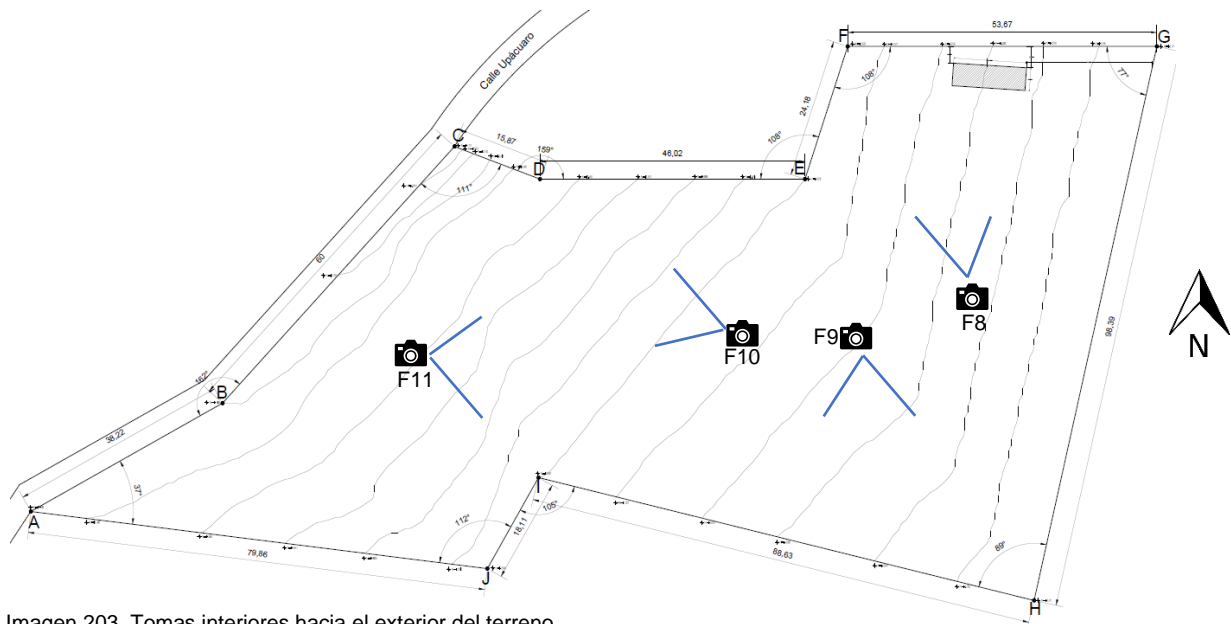 53,67
F
G
Calle Upácuaro
108°
77°
24,18
C
15,87
159°
108°
46,02
D
E
111°
60
F8
F9
F10
N
F11
98,39
162°
B
38,22
I
37°
105°
A
112°
18,11
89°
79,86
88,63
J
H
Imagen 203. Tomas interiores hacia el exterior del terreno